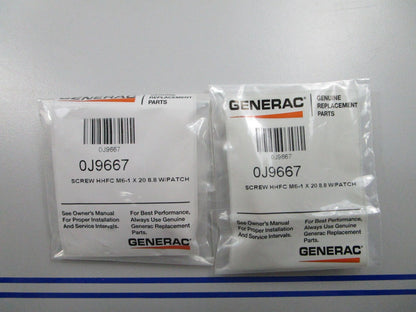 REPLACEMENT
PARTS
0J9667
0J9667
SCREW HHFC M6-1 X 20 8.8 W/PATCH
See Owner's Manual
For Proper Installation
And Service Intervals.
For Best Performance,
Always Use Genuine
Generac Replacement
Parts.
GENERAC
GENERAC
GENUINE
REPLACEMENT
PARTS
0J9667
0J9667
SCREW HHFC M6-1 X 20 8.8 W/PATCH
See Owner's Manual
For Proper Installation
And Service Intervals.
For Best Performance,
Always Use Genuine
Generac Replacement
Parts.
GENERAC